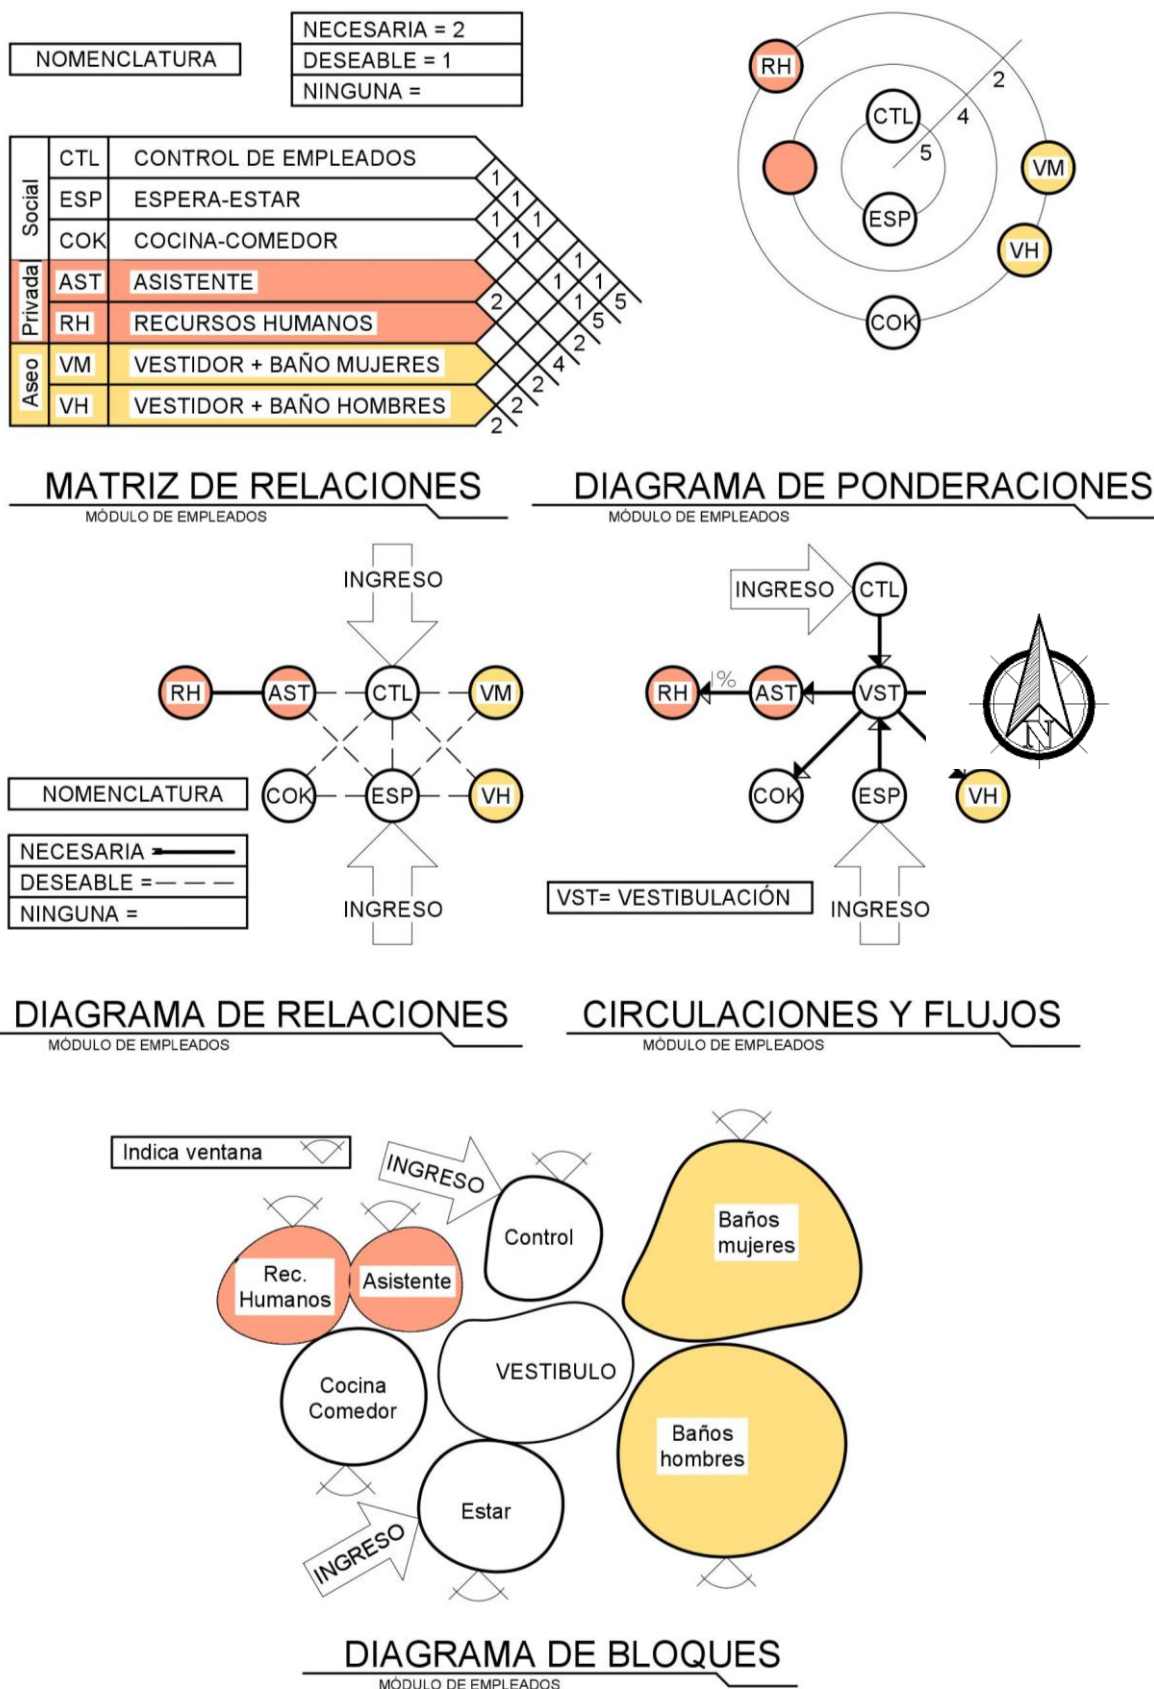 NOMENCLATURA
NECESARIA = 2
DESEABLE = 1
NINGUNA =
Social
CTL CONTROL DE EMPLEADOS
ESP ESPERA-ESTAR
COK COCINA-COMEDOR
Privada
AST ASISTENTE
RH RECURSOS HUMANOS
Aseo
VM VESTIDOR + BAÑO MUJERES
VH VESTIDOR + BAÑO HOMBRES
1
1
1 1
1 1
1 1 1
2 1 5
5
2
4
2
2
2
RH
CTL
2
4
5
VM
ESP
VH
COK
MATRIZ DE RELACIONES
MÓDULO DE EMPLEADOS
DIAGRAMA DE PONDERACIONES
MÓDULO DE EMPLEADOS
INGRESO
RH AST CTL VM
COK ESP VH
INGRESO
NOMENCLATURA
NECESARIA =
DESEABLE =
NINGUNA =
INGRESO CTL
RH 1% AST VST
COK ESP VH
N
VST= VESTIBULACIÓN
INGRESO
DIAGRAMA DE RELACIONES
MÓDULO DE EMPLEADOS
CIRCULACIONES Y FLUJOS
MÓDULO DE EMPLEADOS
Indica ventana
INGRESO
Control
Baños
mujeres
Rec.
Humanos
Asistente
VESTIBULO
Cocina
Comedor
Baños
hombres
Estar
INGRESO
DIAGRAMA DE BLOQUES
MÓDULO DE EMPLEADOS